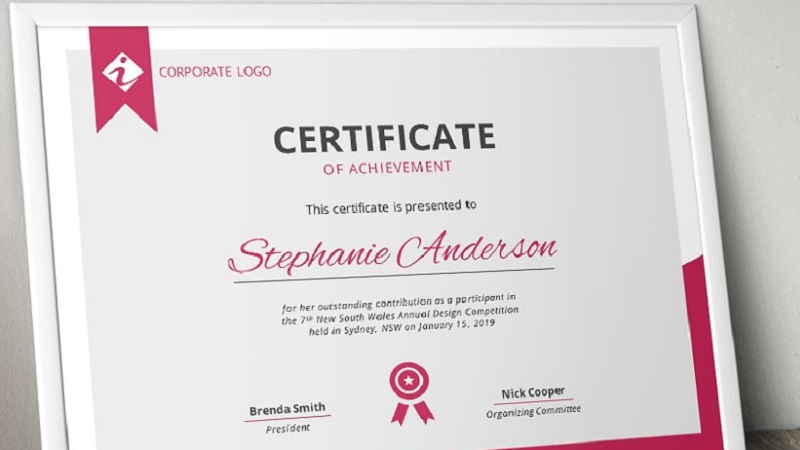 CORPORATE LOGO
CERTIFICATE
OF ACHIEVEMENT
This certificate is presented to
Stephanie Anderson
for her outstanding contribution as a participant in
the 7th New South Wales Annual Design Competition
held in Sydney, NSW on January 15, 2019
Brenda Smith
President
Nick Cooper
Organizing Committee